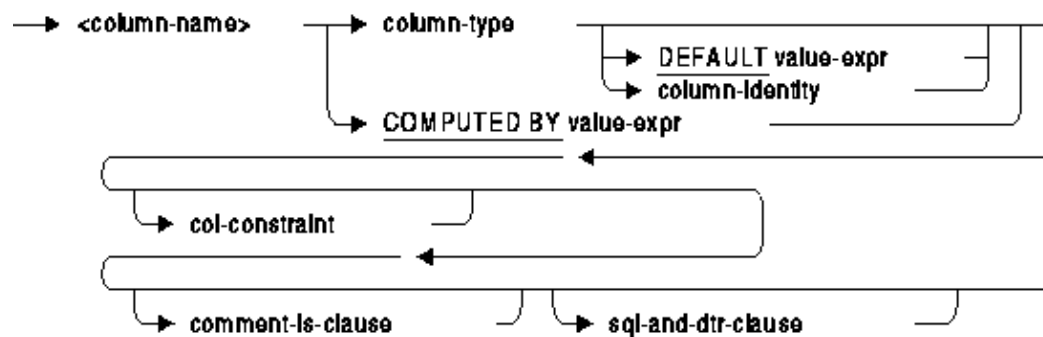 <column-name> column-type
DEFAULT value-expr
column-identity
COMPUTED BY value-expr
col-constraint
comment-is-clause sql-and-dtr-clause